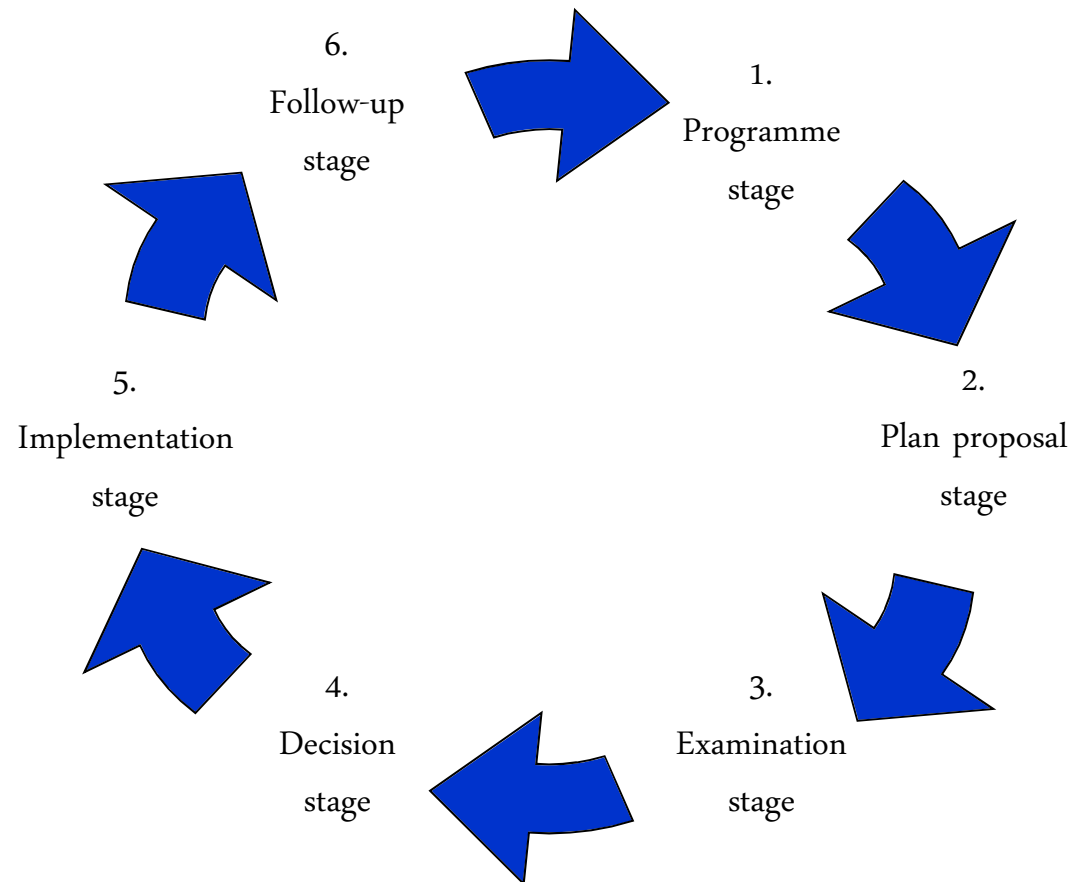 1.
Programme
stage
2.
Plan proposal
stage
3.
Examination
stage
4.
Decision
stage
5.
Implementation
stage
6.
Follow-up
stage